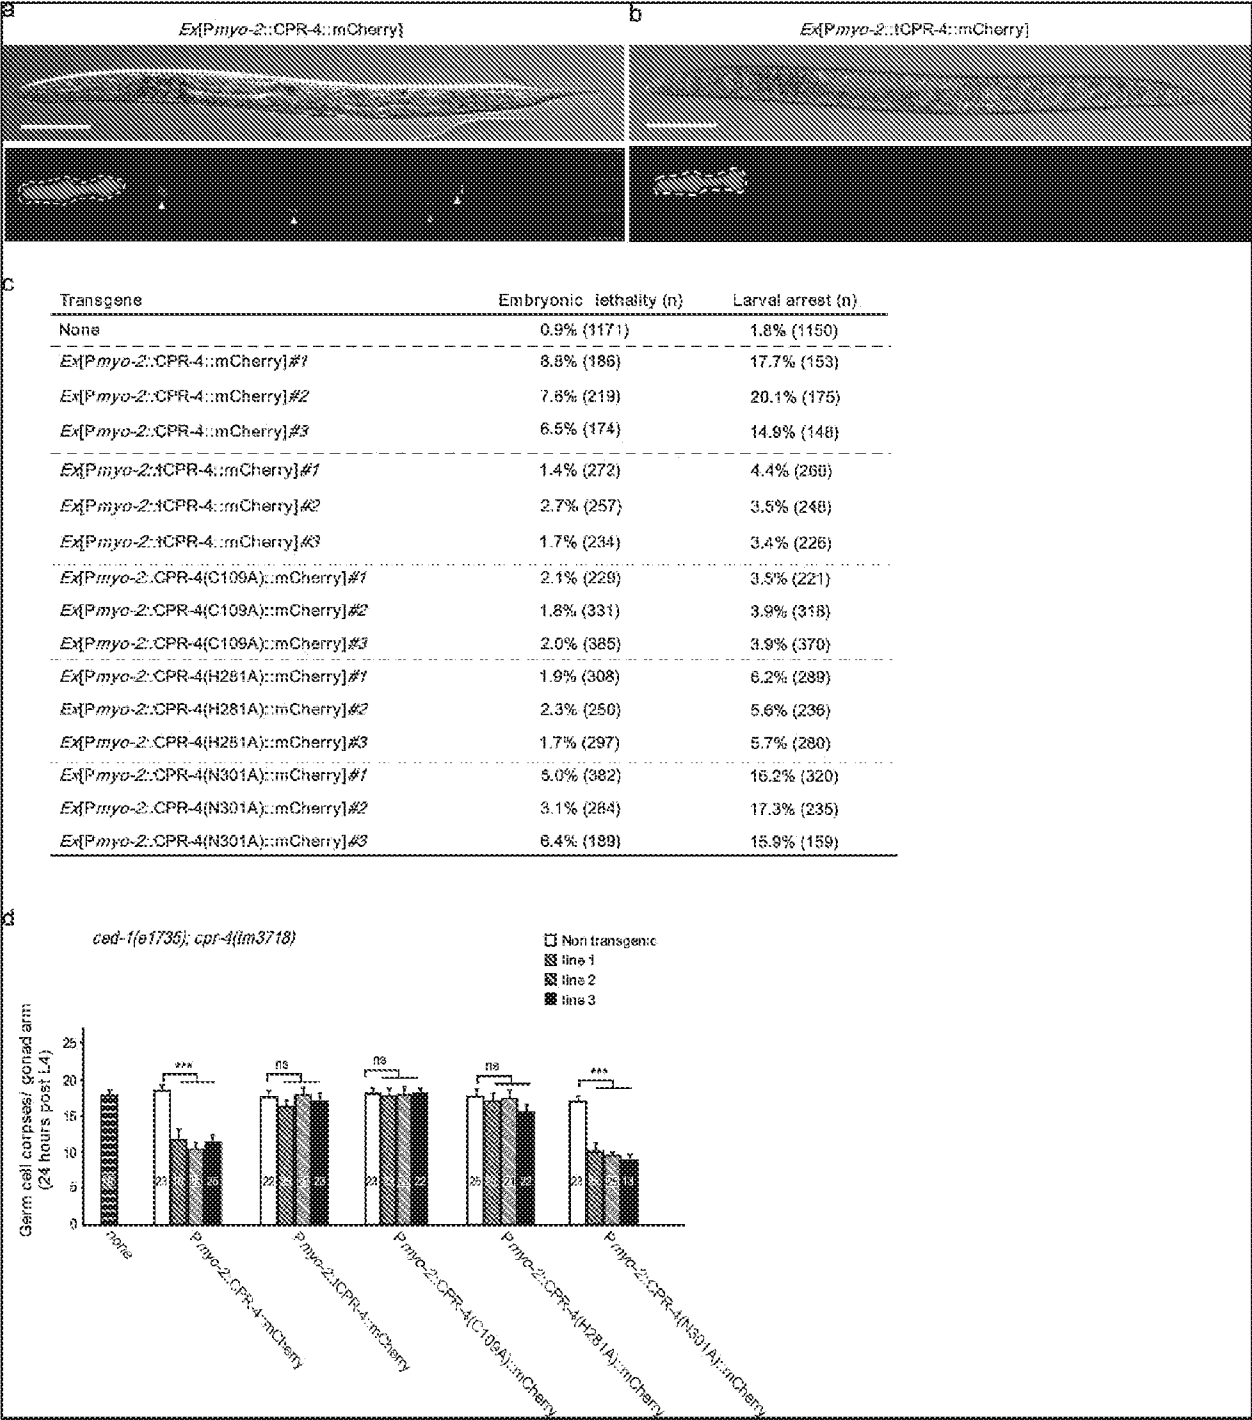 a
Ex[Pmyo-2::CPR-4::mCherry]
b
Ex[Pmyo-2::tCPR-4::mCherry]
c
Transgene Embryonic lethality (n) Larval arrest (n)
None 0.9% (1171) 1.8% (1150)
Ex[Pmyo-2::CPR-4::mCherry]#1 8.8% (186) 17.7% (153)
Ex[Pmyo-2::CPR-4::mCherry]#2 7.6% (219) 20.1% (175)
Ex[Pmyo-2::CPR-4::mCherry]#3 6.5% (174) 14.9% (148)
Ex[Pmyo-2::tCPR-4::mCherry]#1 1.4% (272) 4.4% (266)
Ex[Pmyo-2::tCPR-4::mCherry]#2 2.7% (257) 3.5% (248)
Ex[Pmyo-2::tCPR-4::mCherry]#3 1.7% (234) 3.4% (226)
Ex[Pmyo-2::CPR-4(C109A)::mCherry]#1 2.1% (229) 3.5% (221)
Ex[Pmyo-2::CPR-4(C109A)::mCherry]#2 1.8% (331) 3.9% (318)
Ex[Pmyo-2::CPR-4(C109A)::mCherry]#3 2.0% (385) 3.9% (370)
Ex[Pmyo-2::CPR-4(H281A)::mCherry]#1 1.9% (308) 6.2% (289)
Ex[Pmyo-2::CPR-4(H281A)::mCherry]#2 2.3% (250) 5.6% (236)
Ex[Pmyo-2::CPR-4(H281A)::mCherry]#3 1.7% (297) 5.7% (280)
Ex[Pmyo-2::CPR-4(N301A)::mCherry]#1 5.0% (382) 16.2% (320)
Ex[Pmyo-2::CPR-4(N301A)::mCherry]#2 3.1% (284) 17.3% (235)
Ex[Pmyo-2::CPR-4(N301A)::mCherry]#3 6.4% (189) 15.9% (159)
d
ced-1(e1735); cpr-4(tm3718)
Non transgenic
line 1
line 2
line 3
Germ cell corpses/ gonad arm
(24 hours post L4)
25
20
15
10
5
0
***
ns
ns
ns
***
none
Pmyo-2::CPR-4::mCherry
Pmyo-2::tCPR-4::mCherry
Pmyo-2::CPR-4(C109A)::mCherry
Pmyo-2::CPR-4(H281A)::mCherry
Pmyo-2::CPR-4(N301A)::mCherry